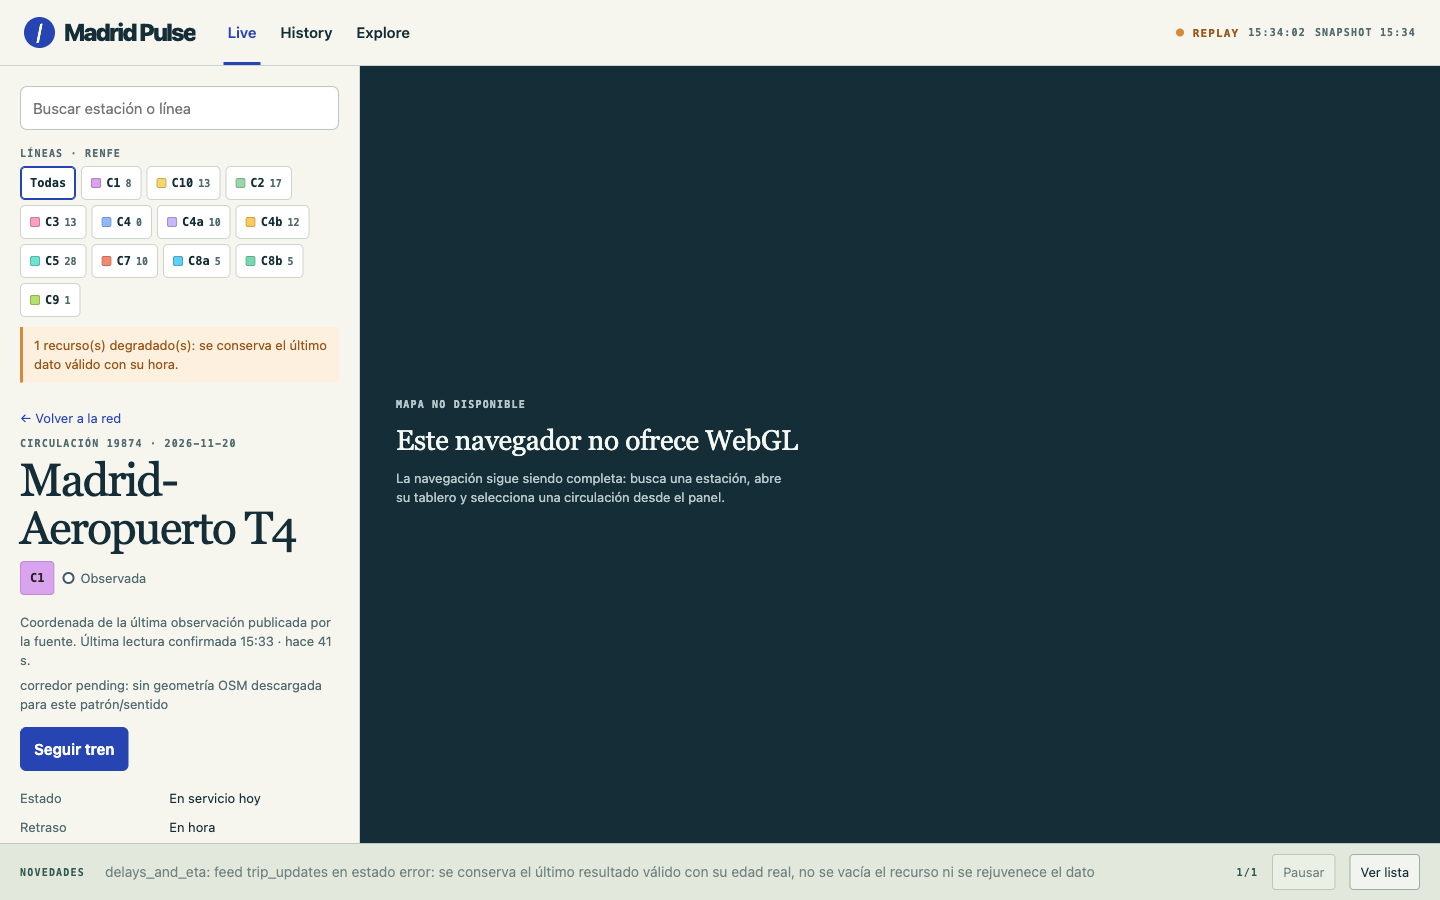 Madrid Pulse
Live
History
Explore
REPLAY 15:34:02 SNAPSHOT 15:34
Buscar estación o línea
LÍNEAS · RENFE
Todas
C1 8
C10 13
C2 17
C3 13
C4 0
C4a 10
C4b 12
C5 28
C7 10
C8a 5
C8b 5
C9 1
1 recurso(s) degradado(s): se conserva el último
dato válido con su hora.
← Volver a la red
CIRCULACIÓN 19874 · 2026-11-20
Madrid-
Aeropuerto T4
C1
Observada
Coordenada de la última observación publicada por
la fuente. Última lectura confirmada 15:33 · hace 41
s.
corredor pending: sin geometría OSM descargada
para este patrón/sentido
Seguir tren
Estado
En servicio hoy
Retraso
En hora
MAPA NO DISPONIBLE
Este navegador no ofrece WebGL
La navegación sigue siendo completa: busca una estación, abre
su tablero y selecciona una circulación desde el panel.
NOVEDADES
delays_and_eta: feed trip_updates en estado error: se conserva el último resultado válido con su edad real, no se vacía el recurso ni se rejuvenece el dato
1/1
Pausar
Ver lista